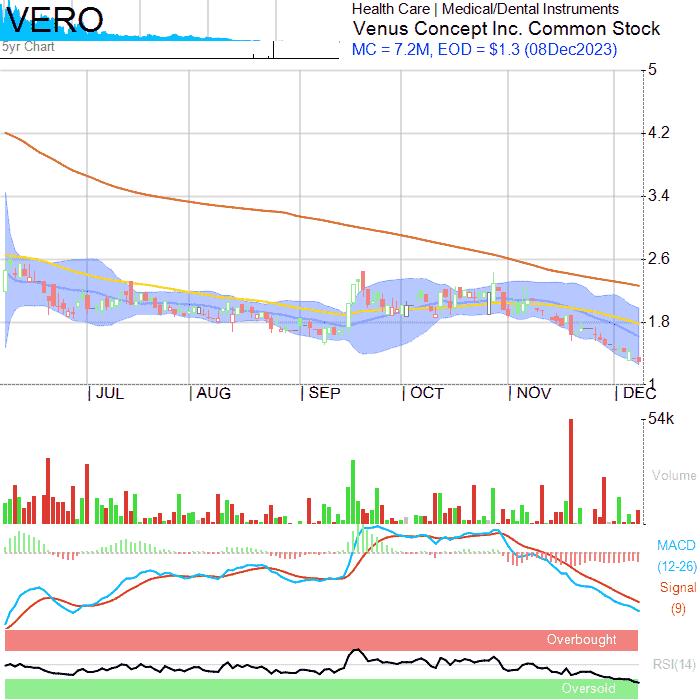 VERO
Health Care | Medical/Dental Instruments
Venus Concept Inc. Common Stock
MC = 7.2M, EOD = $1.3 (08Dec2023)
5yr Chart
5
4.2
3.4
2.6
1.8
1
JUL AUG SEP OCT NOV DEC
54k
Volume
MACD
(12-26)
Signal
(9)
Overbought
RSI(14)
Oversold